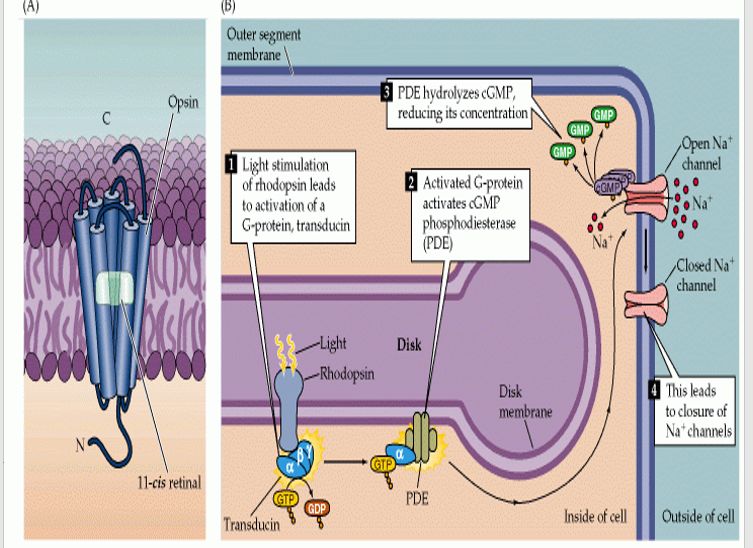 (A)
C
Opsin
N
11-cis retinal
(B)
Outer segment
membrane
3 PDE hydrolyzes cGMP,
reducing its concentration
GMP
GMP
GMP
cGMP
Open Na+
channel
Na+
Na+
1 Light stimulation
of rhodopsin leads
to activation of a
G-protein, transducin
2 Activated G-protein
activates cGMP
phosphodiesterase
(PDE)
Closed Na+
channel
Light
Disk
Rhodopsin
Disk
membrane
4 This leads
to closure of
Na+ channels
α β γ
GTP
GDP
Transducin
GTP
α
PDE
Inside of cell
Outside of cell